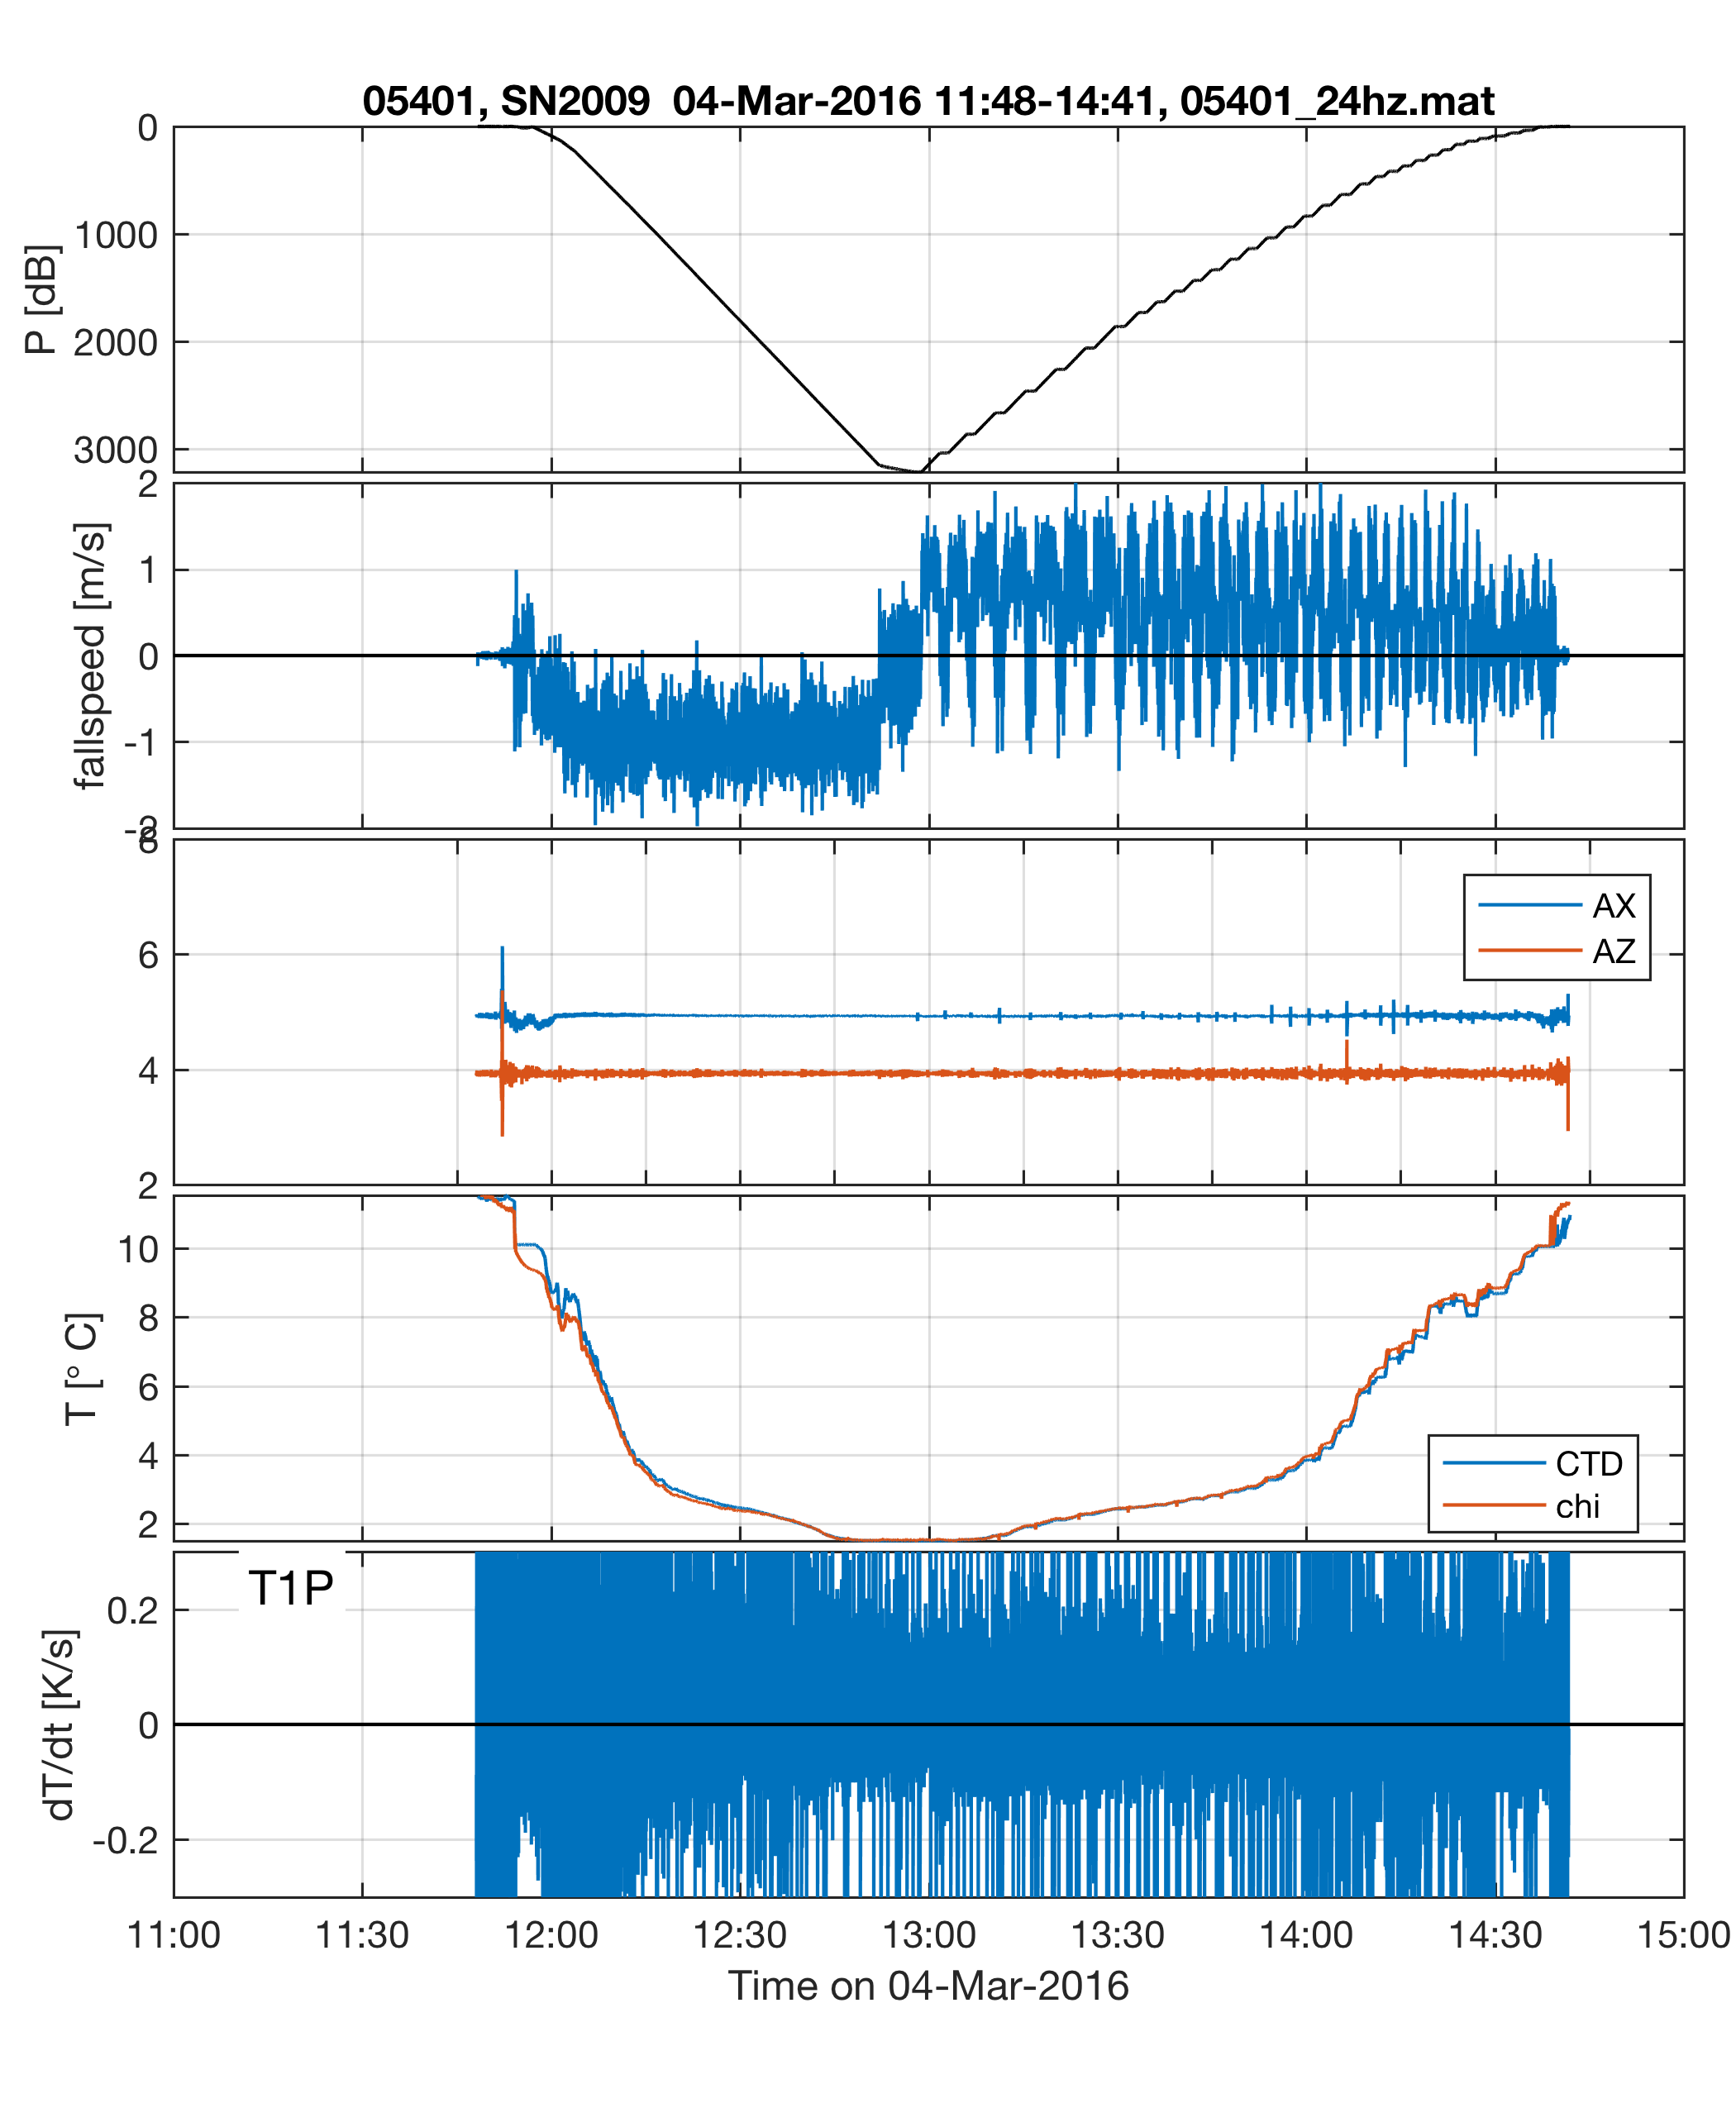 05401, SN2009  04-Mar-2016 11:48-14:41, 05401_24hz.mat
0
1000
2000
3000
P [dB]
2
1
0
-1
-2
fallspeed [m/s]
8
6
4
2
AX
AZ
10
8
6
4
2
T [° C]
CTD
chi
T1P
0.2
0
-0.2
dT/dt [K/s]
11:00 11:30 12:00 12:30 13:00 13:30 14:00 14:30 15:00
Time on 04-Mar-2016